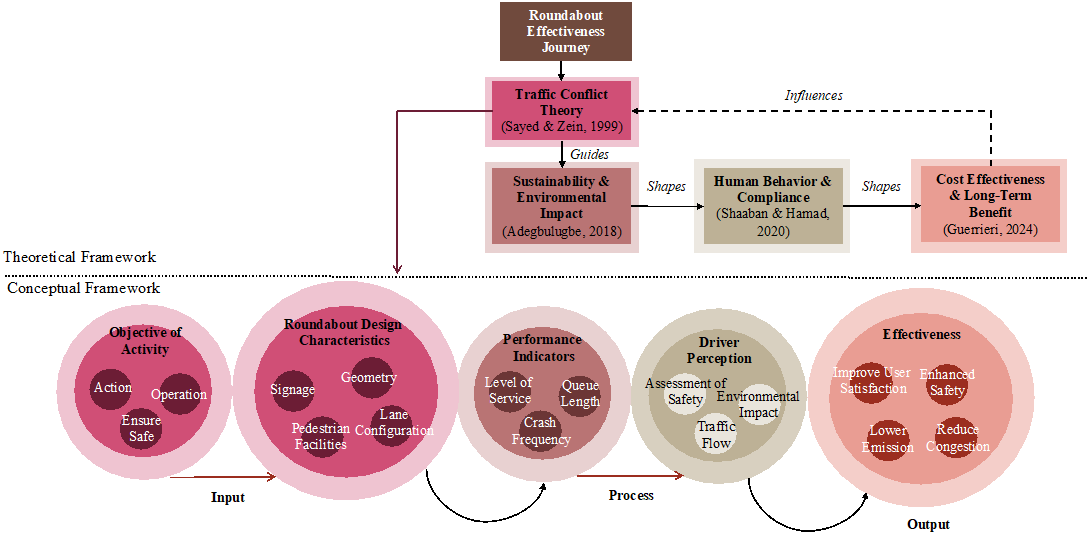 Roundabout
Effectiveness
Journey
Traffic Conflict
Theory
(Sayed & Zein, 1999)
Influences
Guides
Sustainability &
Environmental
Impact
(Adegbulugbe, 2018)
Shapes
Human Behavior &
Compliance
(Shaaban & Hamad,
2020)
Shapes
Cost Effectiveness
& Long-Term
Benefit
(Guerrieri, 2024)
Theoretical Framework
Conceptual Framework
Objective of
Activity
Action
Operation
Ensure
Safe
Roundabout Design
Characteristics
Signage
Geometry
Pedestrian
Facilities
Lane
Configuration
Performance
Indicators
Level of
Service
Queue
Length
Crash
Frequency
Driver
Perception
Assessment of
Safety
Environmental
Impact
Traffic
Flow
Effectiveness
Improve User
Satisfaction
Enhanced
Safety
Lower
Emission
Reduce
Congestion
Input
Process
Output